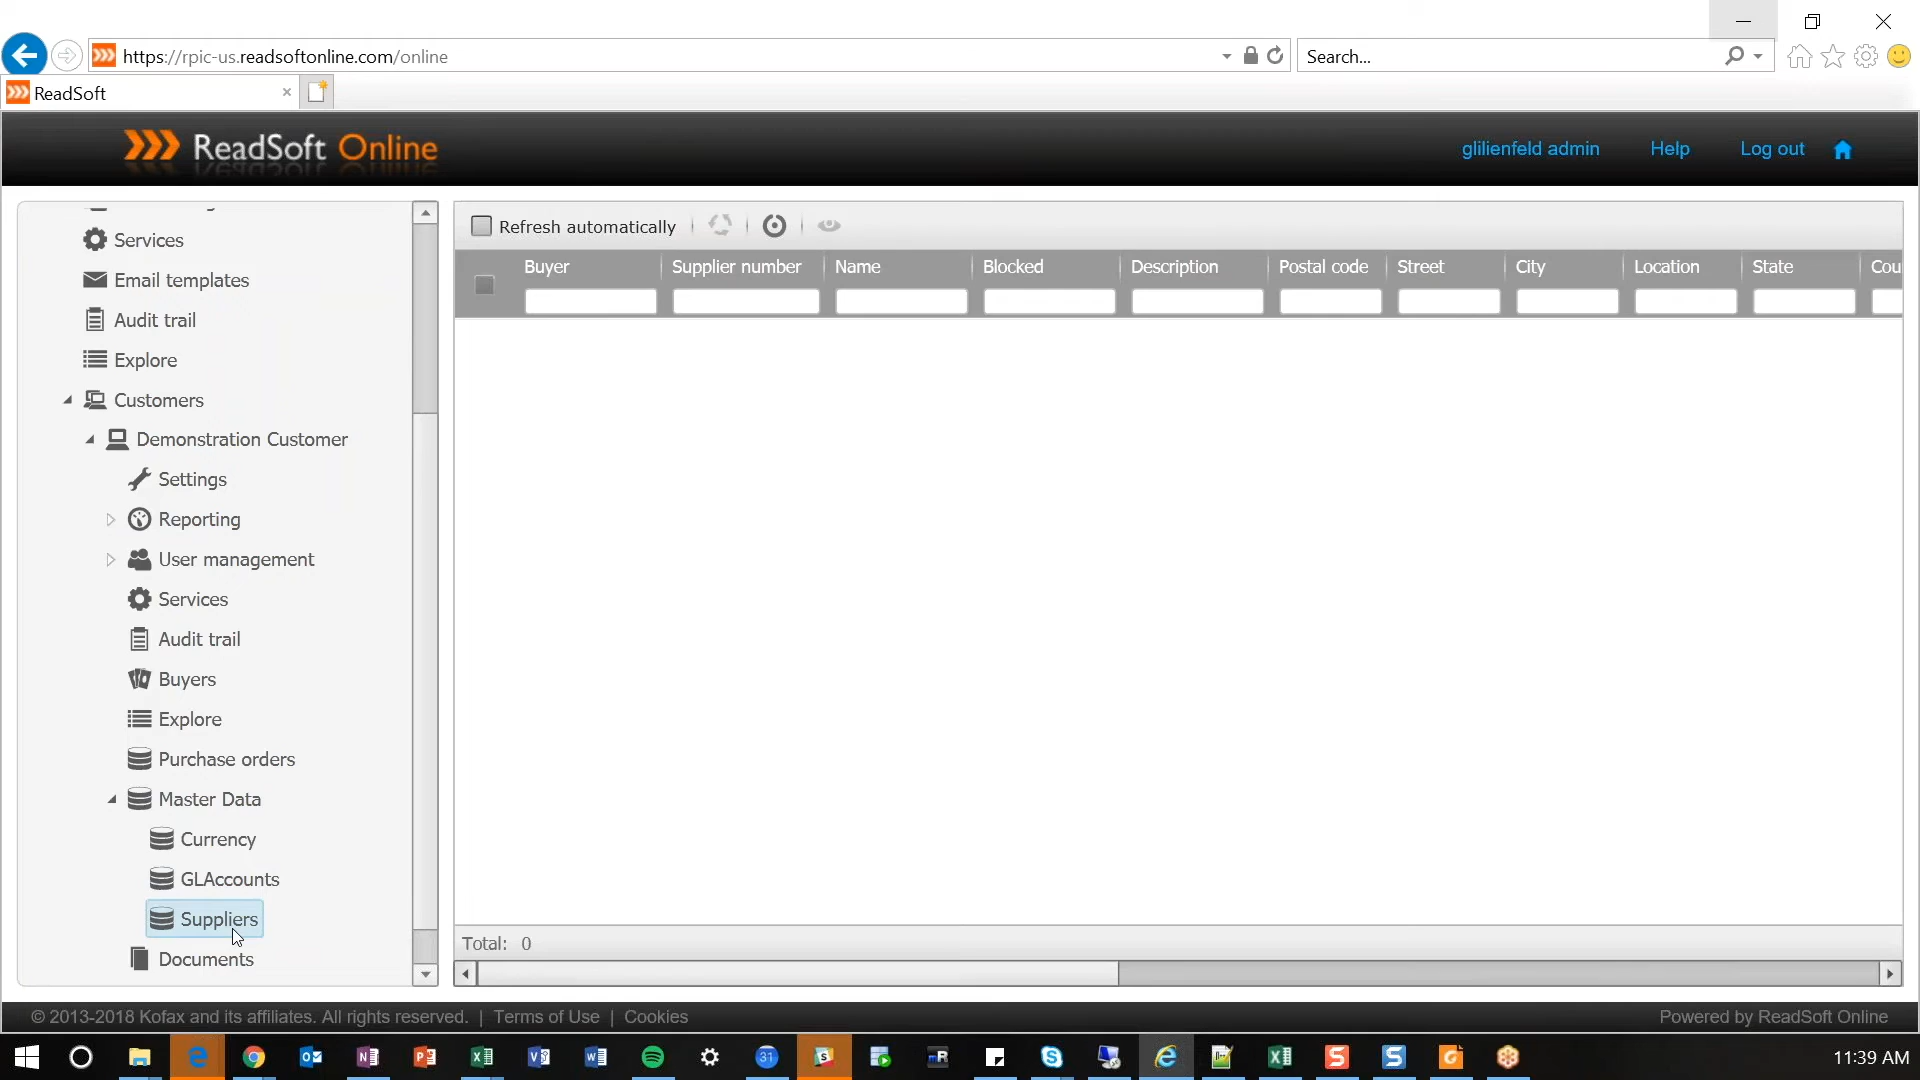 https://rpic-us.readsoftonline.com/online
Search...
ReadSoft
ReadSoft Online
glilienfeld admin
Help
Log out
Services
Email templates
Audit trail
Explore
Customers
Demonstration Customer
Settings
Reporting
User management
Services
Audit trail
Buyers
Explore
Purchase orders
Master Data
Currency
GLAccounts
Suppliers
Documents
Refresh automatically
Buyer Supplier number Name Blocked Description Postal code Street City Location State Cou
Total: 0
© 2013-2018 Kofax and its affiliates. All rights reserved. | Terms of Use | Cookies
Powered by ReadSoft Online
31
11:39 AM